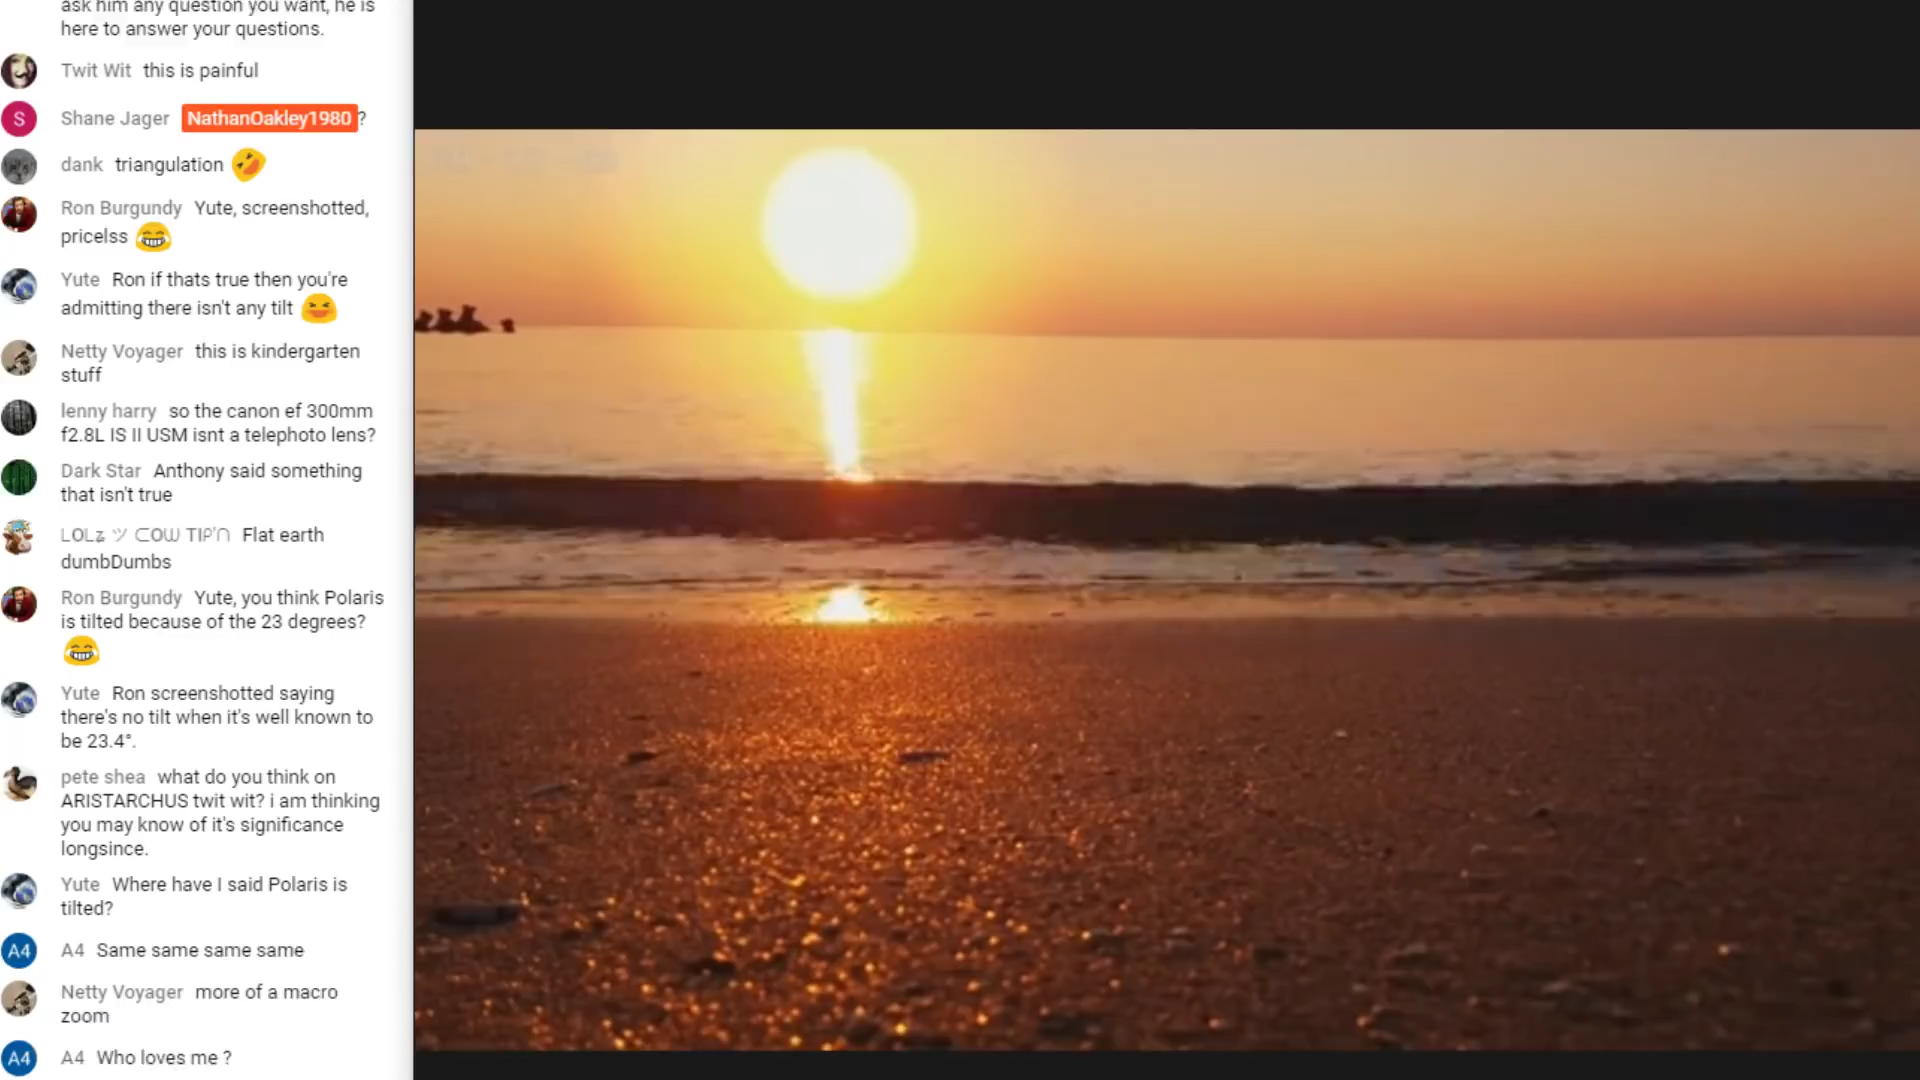 ask him any question you want, he is
here to answer your questions.
Twit Wit this is painful
S Shane Jager NathanOakley1980 ?
dank triangulation
Ron Burgundy Yute, screenshotted,
pricelss
Yute Ron if thats true then you're
admitting there isn't any tilt
Netty Voyager this is kindergarten
stuff
lenny harry so the canon ef 300mm
f2.8L IS II USM isnt a telephoto lens?
Dark Star Anthony said something
that isn't true
Flat earth
dumbDumbs
Ron Burgundy Yute, you think Polaris
is tilted because of the 23 degrees?
Yute Ron screenshotted saying
there's no tilt when it's well known to
be 23.4°.
pete shea what do you think on
ARISTARCHUS twit wit? i am thinking
you may know of it's significance
longsince.
Yute Where have I said Polaris is
tilted?
A4 A4 Same same same same
Netty Voyager more of a macro
zoom
A4 A4 Who loves me ?